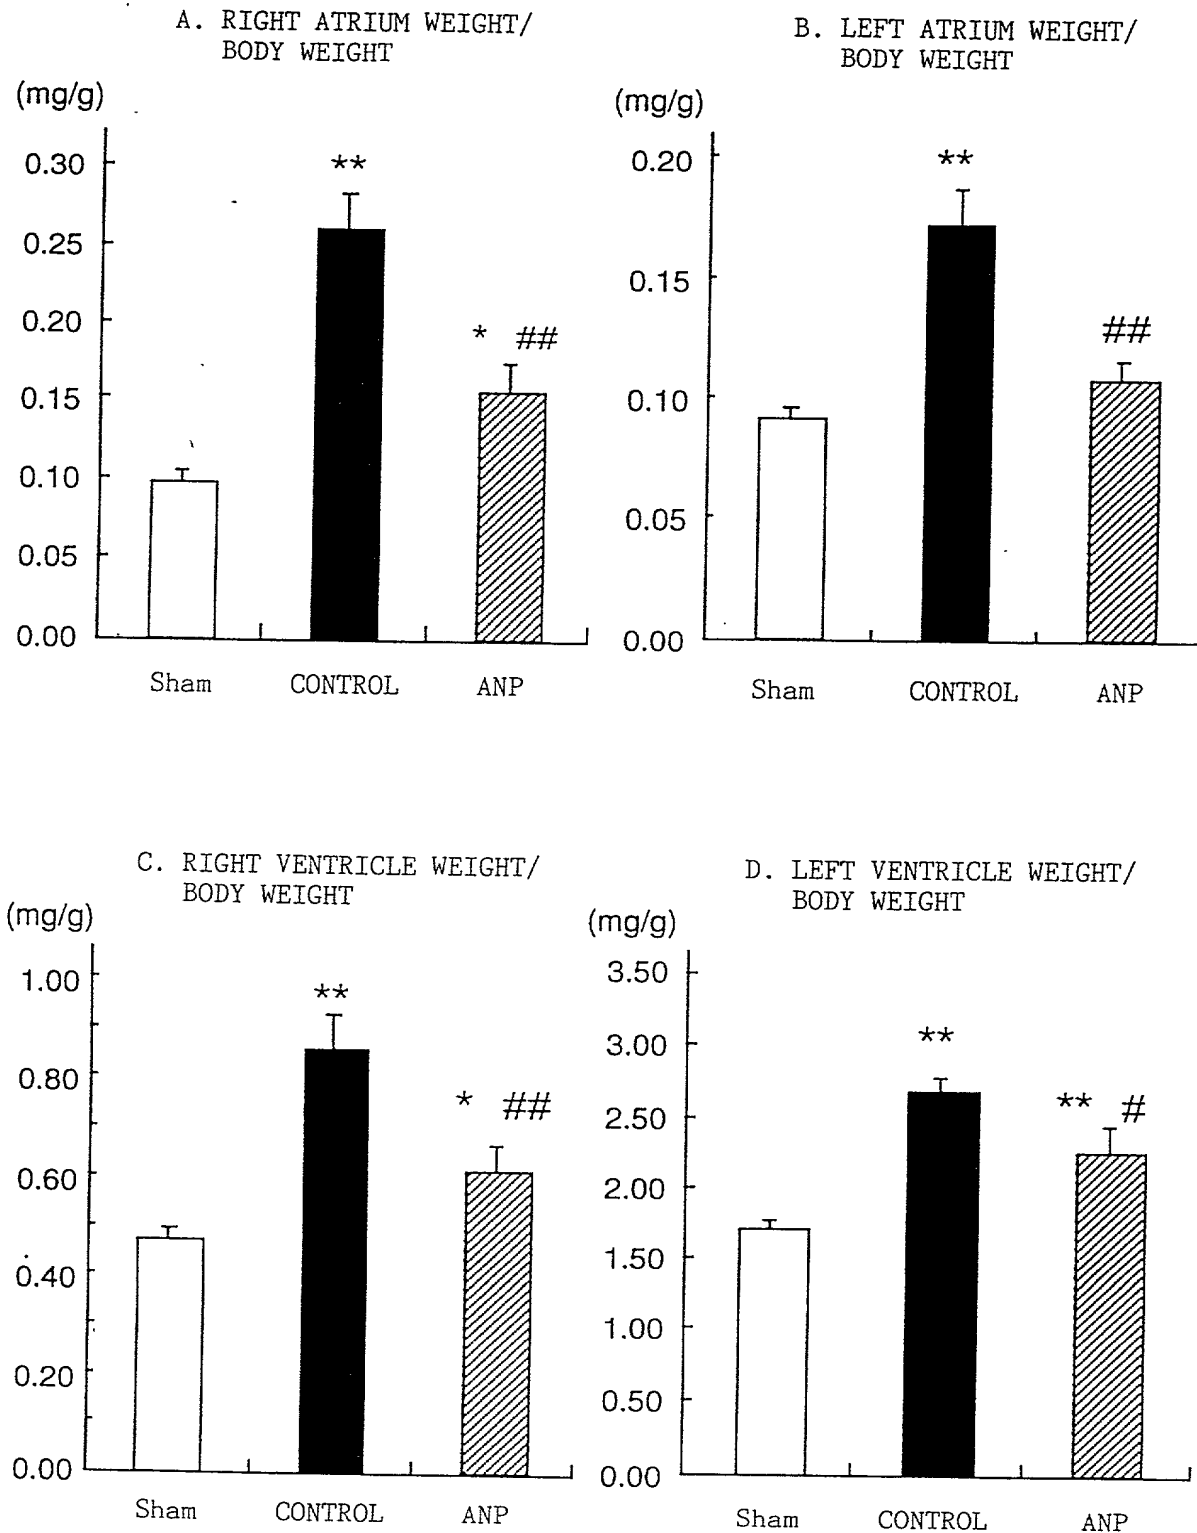 A. RIGHT ATRIUM WEIGHT/
BODY WEIGHT
(mg/g)
0.30
0.25
0.20
0.15
0.10
0.05
0.00
**
* ##
Sham CONTROL ANP
B. LEFT ATRIUM WEIGHT/
BODY WEIGHT
(mg/g)
0.20
0.15
0.10
0.05
0.00
**
##
Sham CONTROL ANP
C. RIGHT VENTRICLE WEIGHT/
BODY WEIGHT
(mg/g)
1.00
0.80
0.60
0.40
0.20
0.00
**
* ##
Sham CONTROL ANP
D. LEFT VENTRICLE WEIGHT/
BODY WEIGHT
(mg/g)
3.50
3.00
2.50
2.00
1.50
1.00
0.50
0.00
**
** #
Sham CONTROL ANP